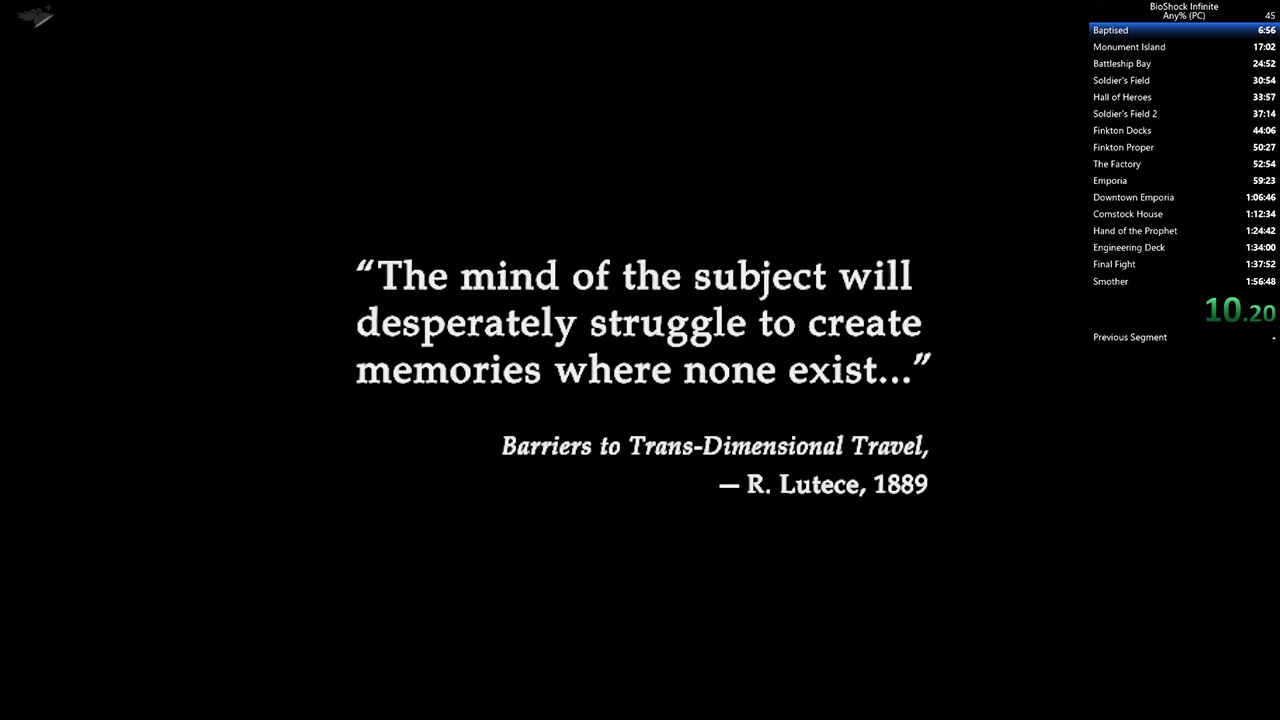 “The mind of the subject will
desperately struggle to create
memories where none exist...”
Barriers to Trans-Dimensional Travel,
— R. Lutece, 1889
BioShock Infinite
Any% (PC) 45
Baptised 6:56
Monument Island 17:02
Battleship Bay 24:52
Soldier's Field 30:54
Hall of Heroes 33:57
Soldier's Field 2 37:14
Finkton Docks 44:06
Finkton Proper 50:27
The Factory 52:54
Emporia 59:23
Downtown Emporia 1:06:46
Comstock House 1:12:34
Hand of the Prophet 1:24:42
Engineering Deck 1:34:00
Final Fight 1:37:52
Smother 1:56:48
10.20
Previous Segment -